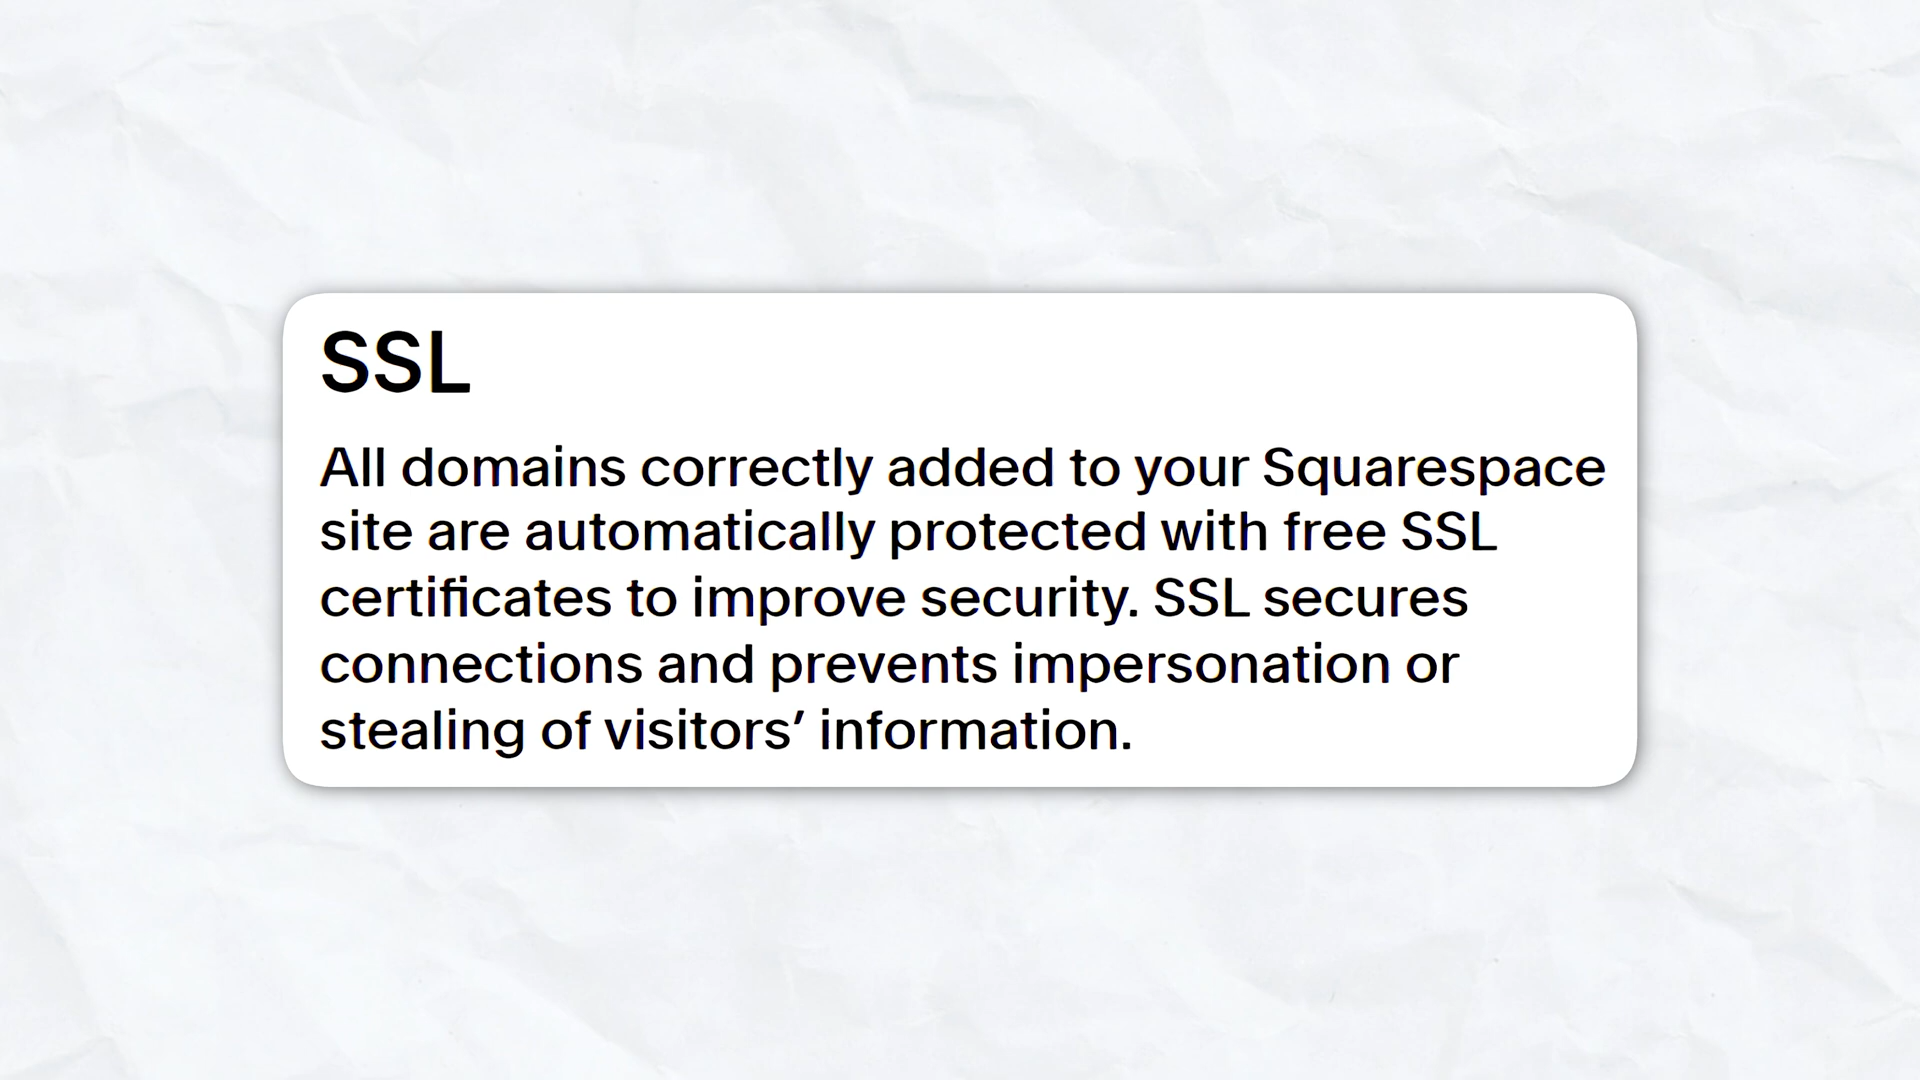 SSL
All domains correctly added to your Squarespace
site are automatically protected with free SSL
certificates to improve security. SSL secures
connections and prevents impersonation or
stealing of visitors’ information.